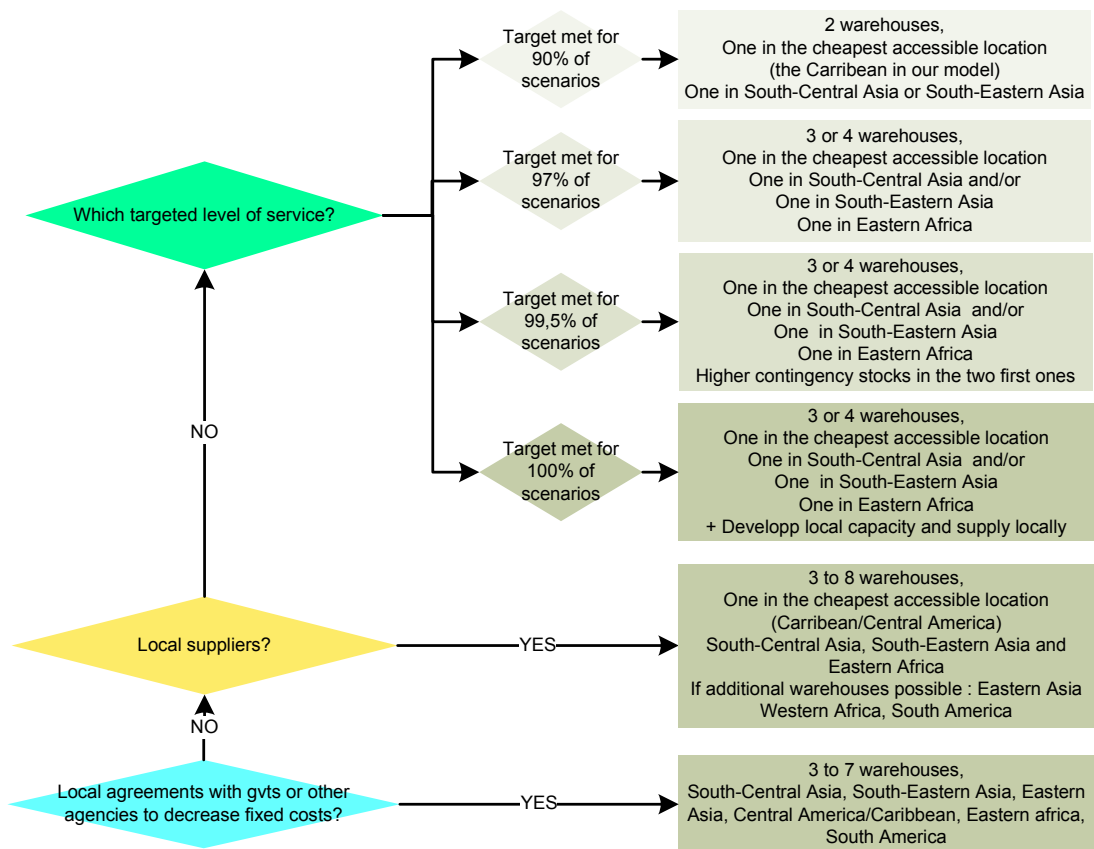 Target met for
90% of
scenarios
2 warehouses,
One in the cheapest accessible location
(the Carribean in our model)
One in South-Central Asia or South-Eastern Asia
Which targeted level of service?
Target met for
97% of
scenarios
3 or 4 warehouses,
One in the cheapest accessible location
One in South-Central Asia and/or
One in South-Eastern Asia
One in Eastern Africa
Target met for
99,5% of
scenarios
3 or 4 warehouses,
One in the cheapest accessible location
One in South-Central Asia and/or
One in South-Eastern Asia
One in Eastern Africa
Higher contingency stocks in the two first ones
NO
Target met for
100% of
scenarios
3 or 4 warehouses,
One in the cheapest accessible location
One in South-Central Asia and/or
One in South-Eastern Asia
One in Eastern Africa
+ Developp local capacity and supply locally
Local suppliers?
YES
3 to 8 warehouses,
One in the cheapest accessible location
(Carribean/Central America)
South-Central Asia, South-Eastern Asia and
Eastern Africa
If additional warehouses possible : Eastern Asia
Western Africa, South America
NO
Local agreements with gvts or other
agencies to decrease fixed costs?
YES
3 to 7 warehouses,
South-Central Asia, South-Eastern Asia, Eastern
Asia, Central America/Caribbean, Eastern africa,
South America